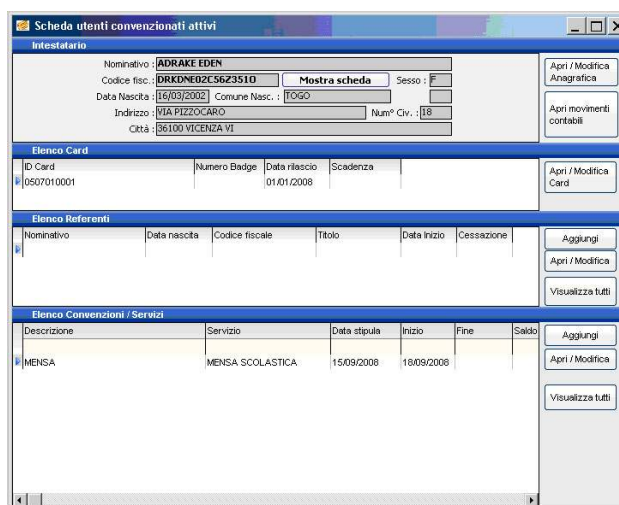 Scheda utenti convenzionati attivi
Intestatario
Nominativo : ADRAKE EDEN
Codice fisc.: DRKDNE02C56Z351O Mostra scheda Sesso : F
Data Nascita : 16/03/2002 Comune Nasc. : TOGO
Indirizzo : VIA PIZZOCARO Num° Civ. : 18
Città : 36100 VICENZA VI
Apri / Modifica Anagrafica
Apri movimenti contabili
Elenco Card
ID Card Numero Badge Data rilascio Scadenza
0507010001 01/01/2008
Apri / Modifica Card
Elenco Referenti
Nominativo Data nascita Codice fiscale Titolo Data Inizio Cessazione
Aggiungi
Apri / Modifica
Visualizza tutti
Elenco Convenzioni / Servizi
Descrizione Servizio Data stipula Inizio Fine Saldo
MENSA MENSA SCOLASTICA 15/09/2008 18/09/2008
Aggiungi
Apri / Modifica
Visualizza tutti